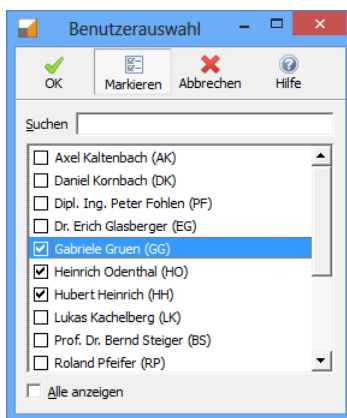 Benutzerauswahl
OK Markieren Abbrechen Hilfe
Suchen
Axel Kaltenbach (AK)
Daniel Kornbach (DK)
Dipl. Ing. Peter Fohlen (PF)
Dr. Erich Glasberger (EG)
Gabriele Gruen (GG)
Heinrich Odenthal (HO)
Hubert Heinrich (HH)
Lukas Kachelberg (LK)
Prof. Dr. Bernd Steiger (BS)
Roland Pfeifer (RP)
Alle anzeigen